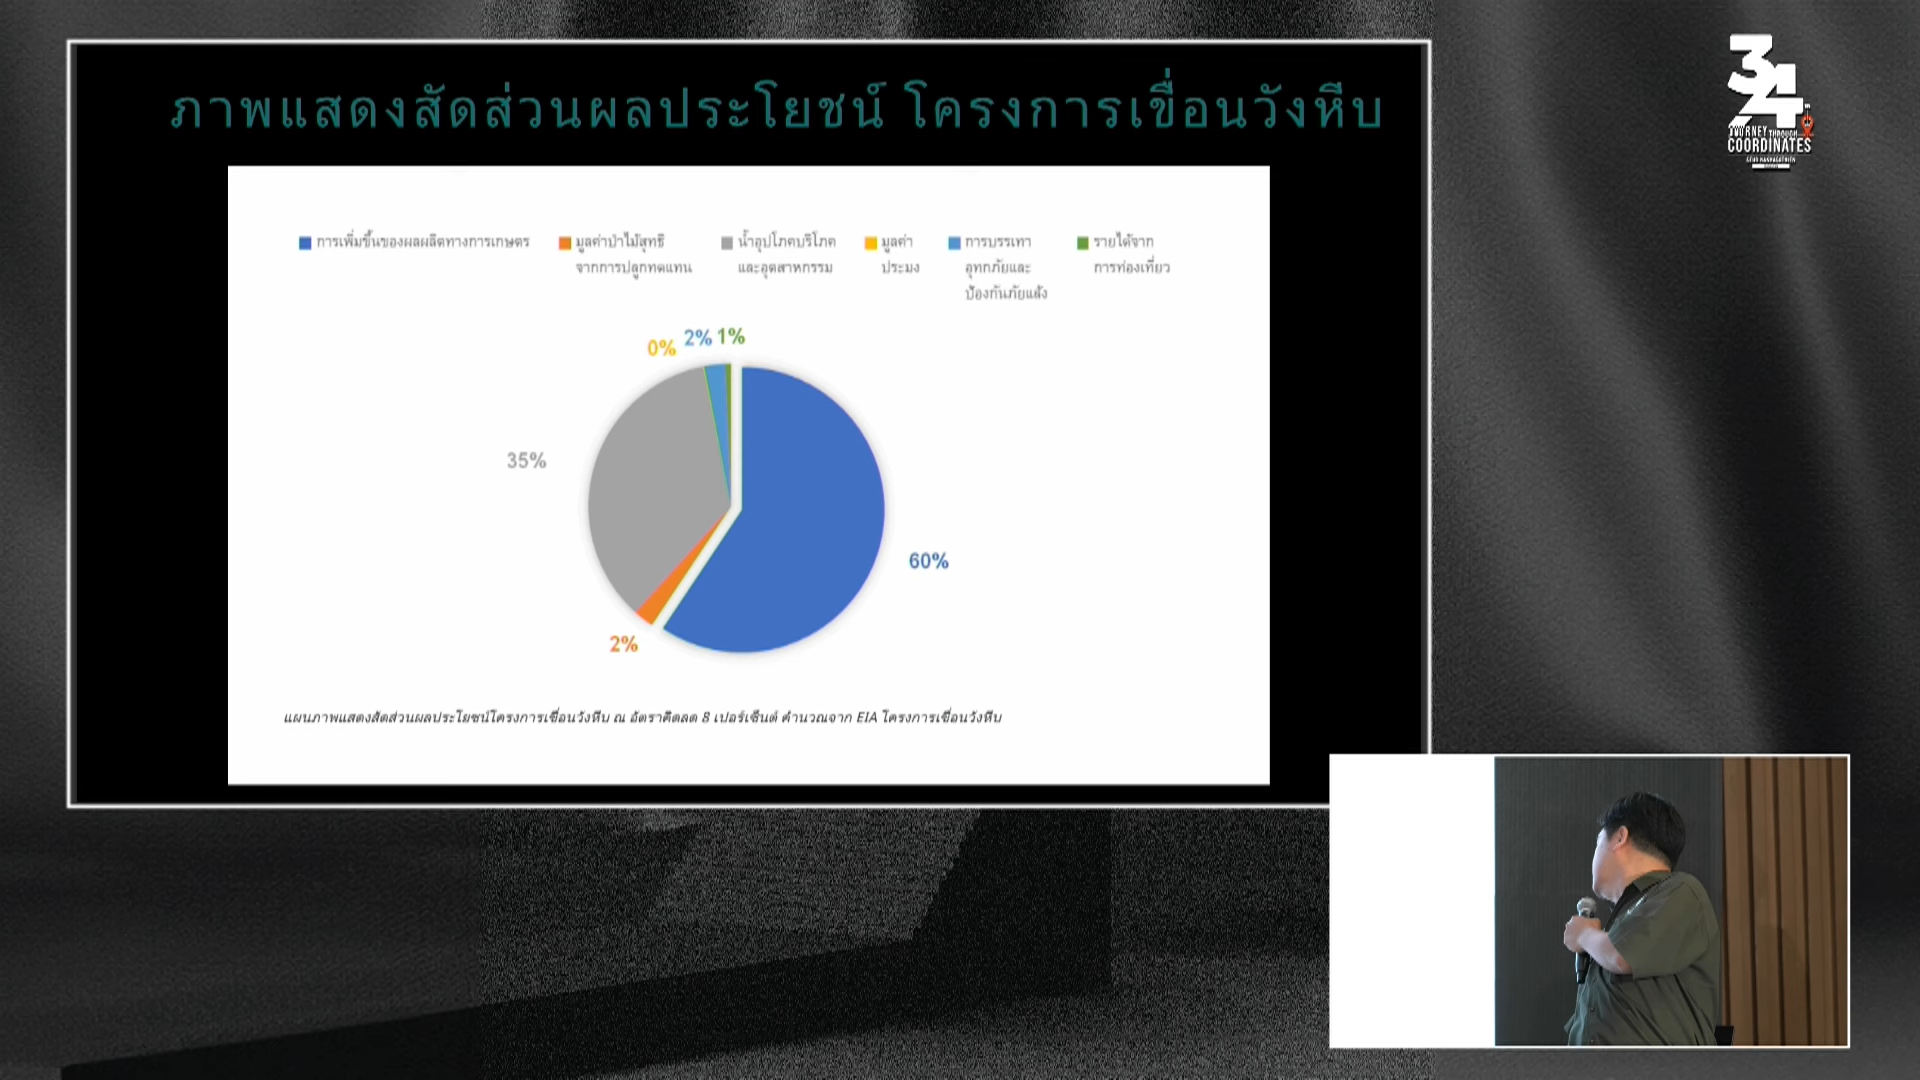 ภาพแสดงสัดส่วนผลประโยชน์ โครงการเขื่อนวังหีบ
การเพิ่มขึ้นของผลผลิตทางการเกษตร
มูลค่าป่าไม้สุทธิ
จากการปลูกทดแทน
น้ำอุปโภคบริโภค
และอุตสาหกรรม
มูลค่า
ประมง
การบรรเทา
อุทกภัยและ
ป้องกันภัยแล้ง
รายได้จาก
การท่องเที่ยว
0%
2%
1%
35%
60%
2%
แผนภาพแสดงสัดส่วนผลประโยชน์โครงการเขื่อนวังหีบ ณ อัตราคิดลด 8 เปอร์เซ็นต์ คำนวณจาก EIA โครงการเขื่อนวังหีบ
34
JOURNEY THROUGH
COORDINATES